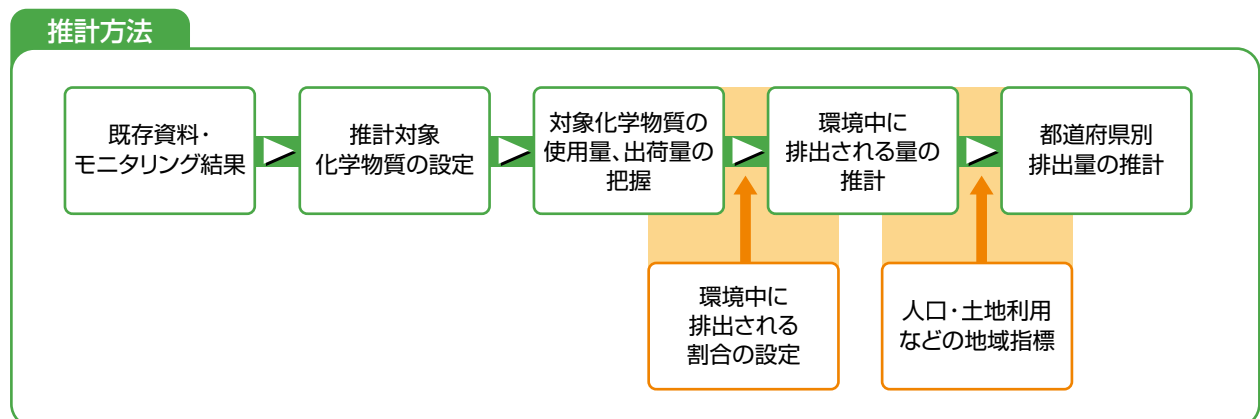 推計方法
既存資料・
モニタリング結果
推計対象
化学物質の設定
対象化学物質の
使用量、出荷量の
把握
環境中に
排出される量の
推計
都道府県別
排出量の推計
環境中に
排出される
割合の設定
人口・土地利用
などの地域指標